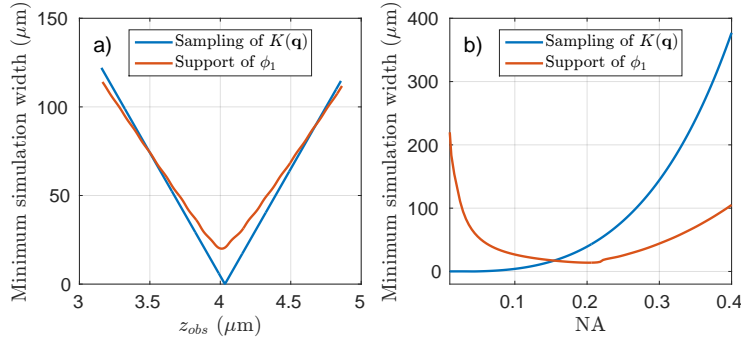 a)
Sampling of K(q)
Support of ϕ₁
Minimum simulation width (µm)
150
100
50
0
3
3.5
4
4.5
5
z_obs (µm)
b)
Sampling of K(q)
Support of ϕ₁
Minimum simulation width (µm)
400
300
200
100
0
0.1
0.2
0.3
0.4
NA